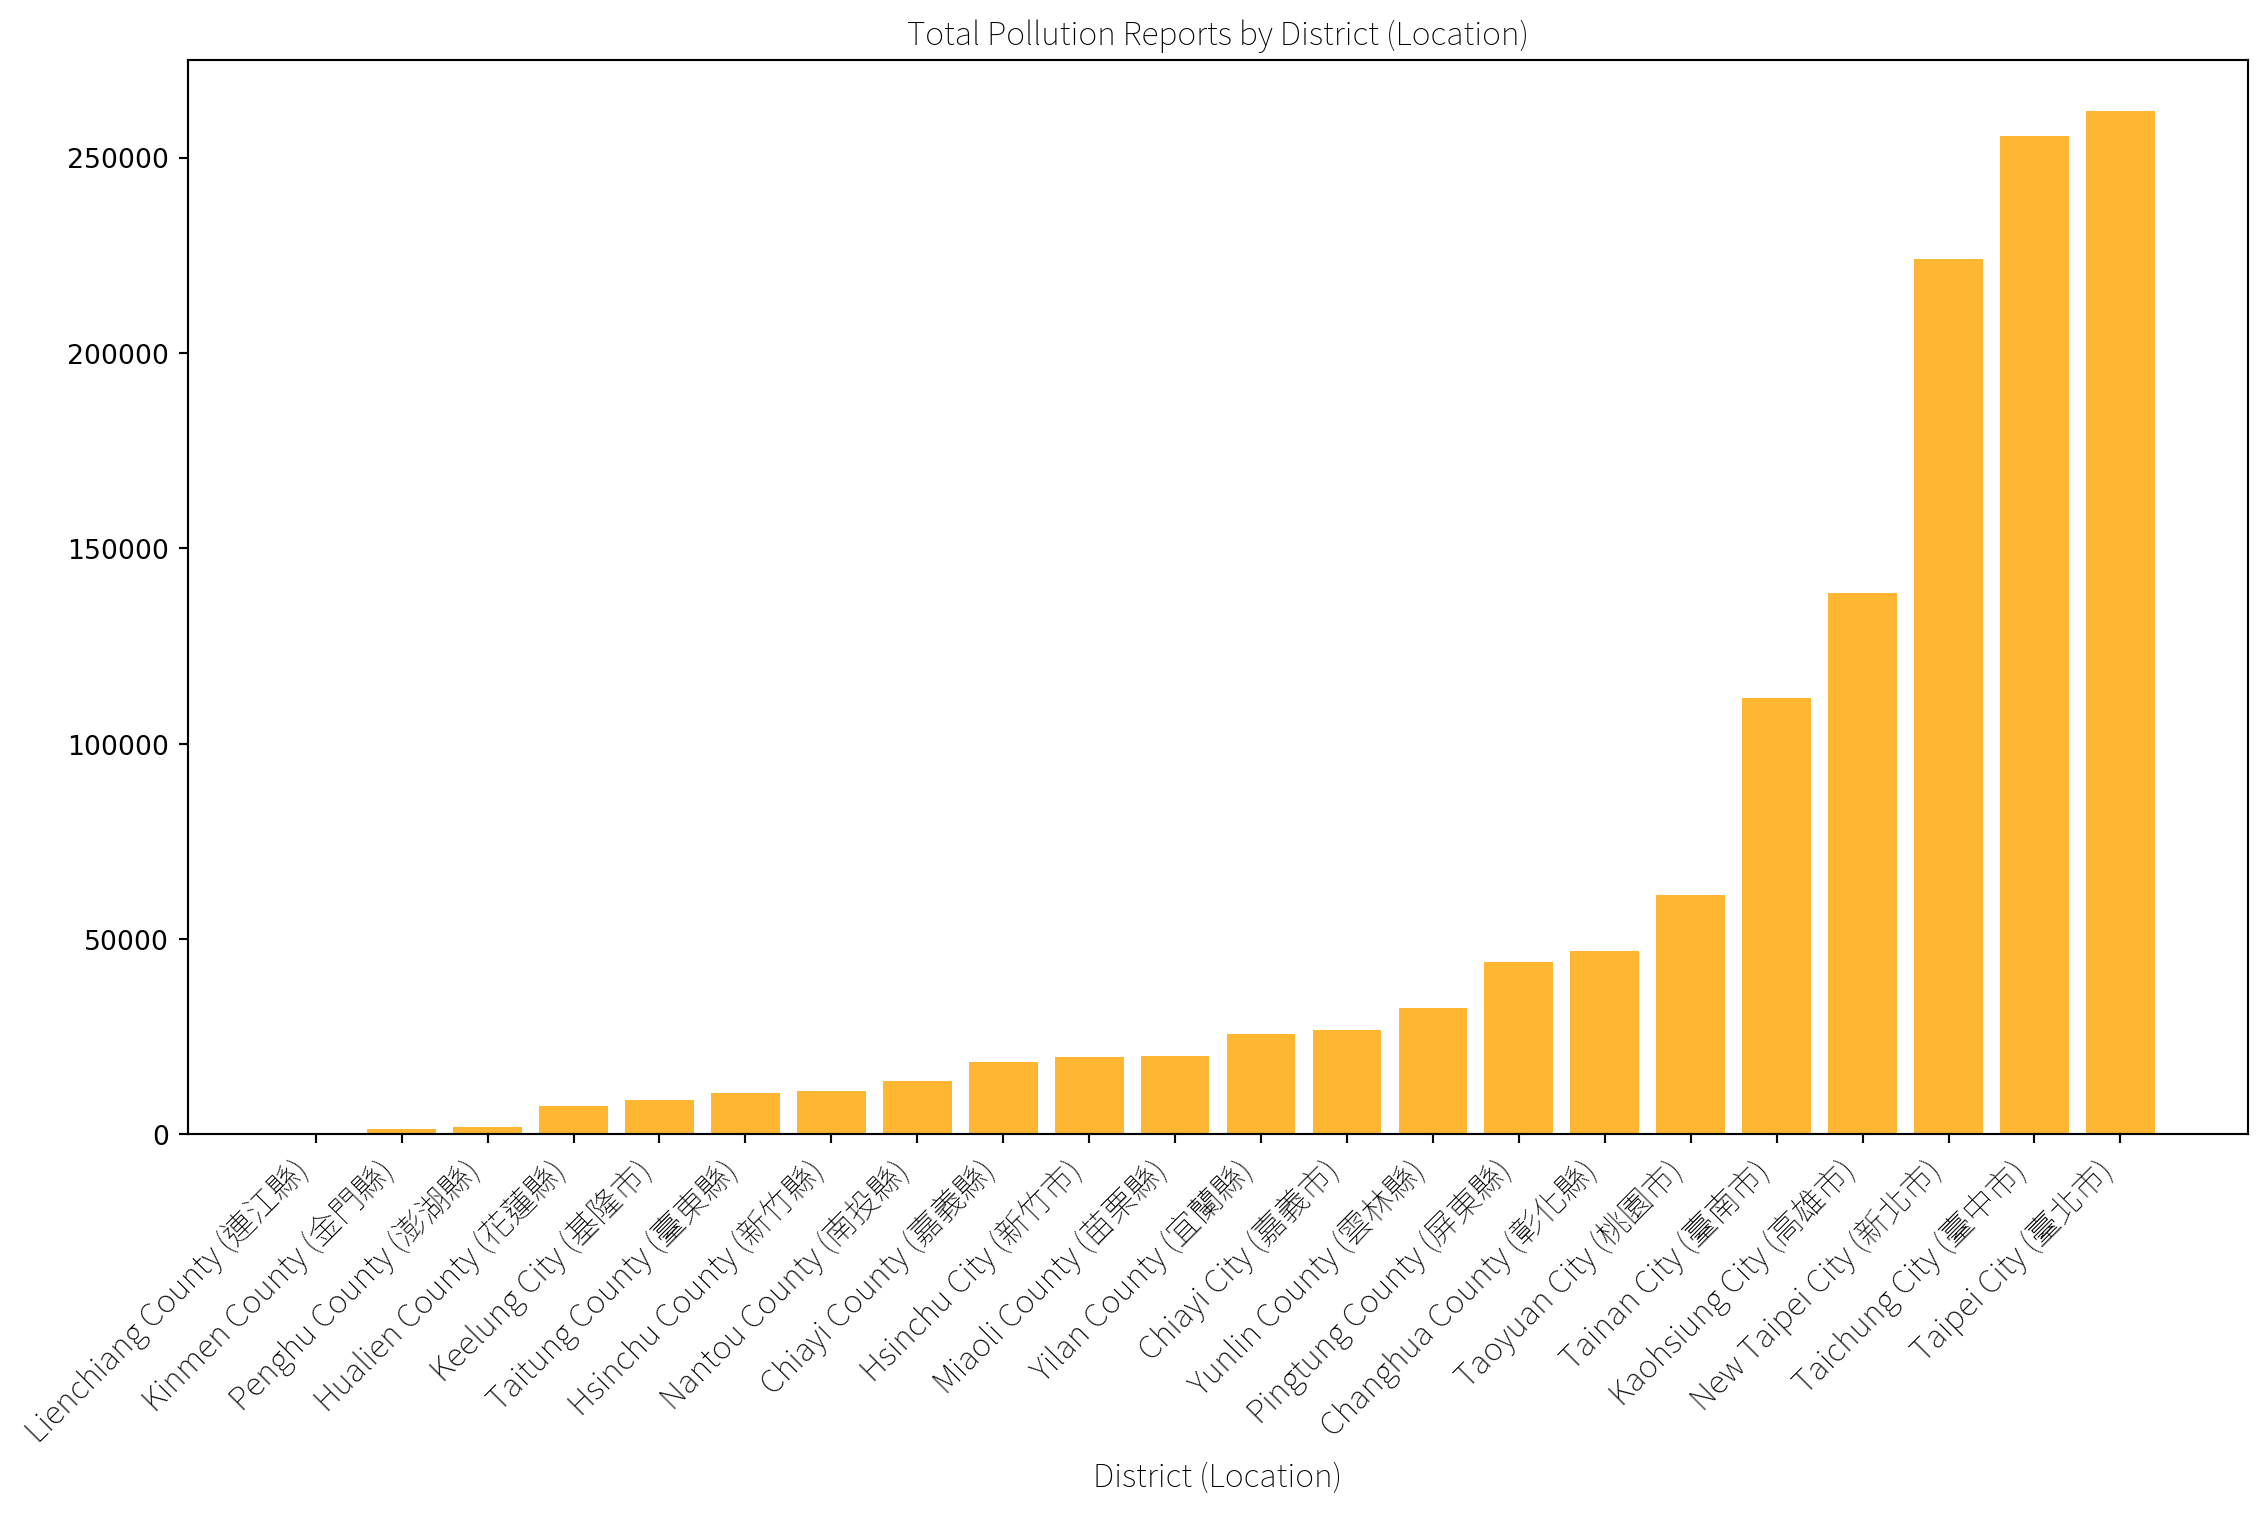 Total Pollution Reports by District (Location)
250000
200000
150000
100000
50000
0
Lienchiang County (連江縣)
Kinmen County (金門縣)
Penghu County (澎湖縣)
Hualien County (花蓮縣)
Keelung City (基隆市)
Taitung County (臺東縣)
Hsinchu County (新竹縣)
Nantou County (南投縣)
Chiayi County (嘉義縣)
Hsinchu City (新竹市)
Miaoli County (苗栗縣)
Yilan County (宜蘭縣)
Chiayi City (嘉義市)
Yunlin County (雲林縣)
Pingtung County (屏東縣)
Changhua County (彰化縣)
Taoyuan City (桃園市)
Tainan City (臺南市)
Kaohsiung City (高雄市)
New Taipei City (新北市)
Taichung City (臺中市)
Taipei City (臺北市)
District (Location)